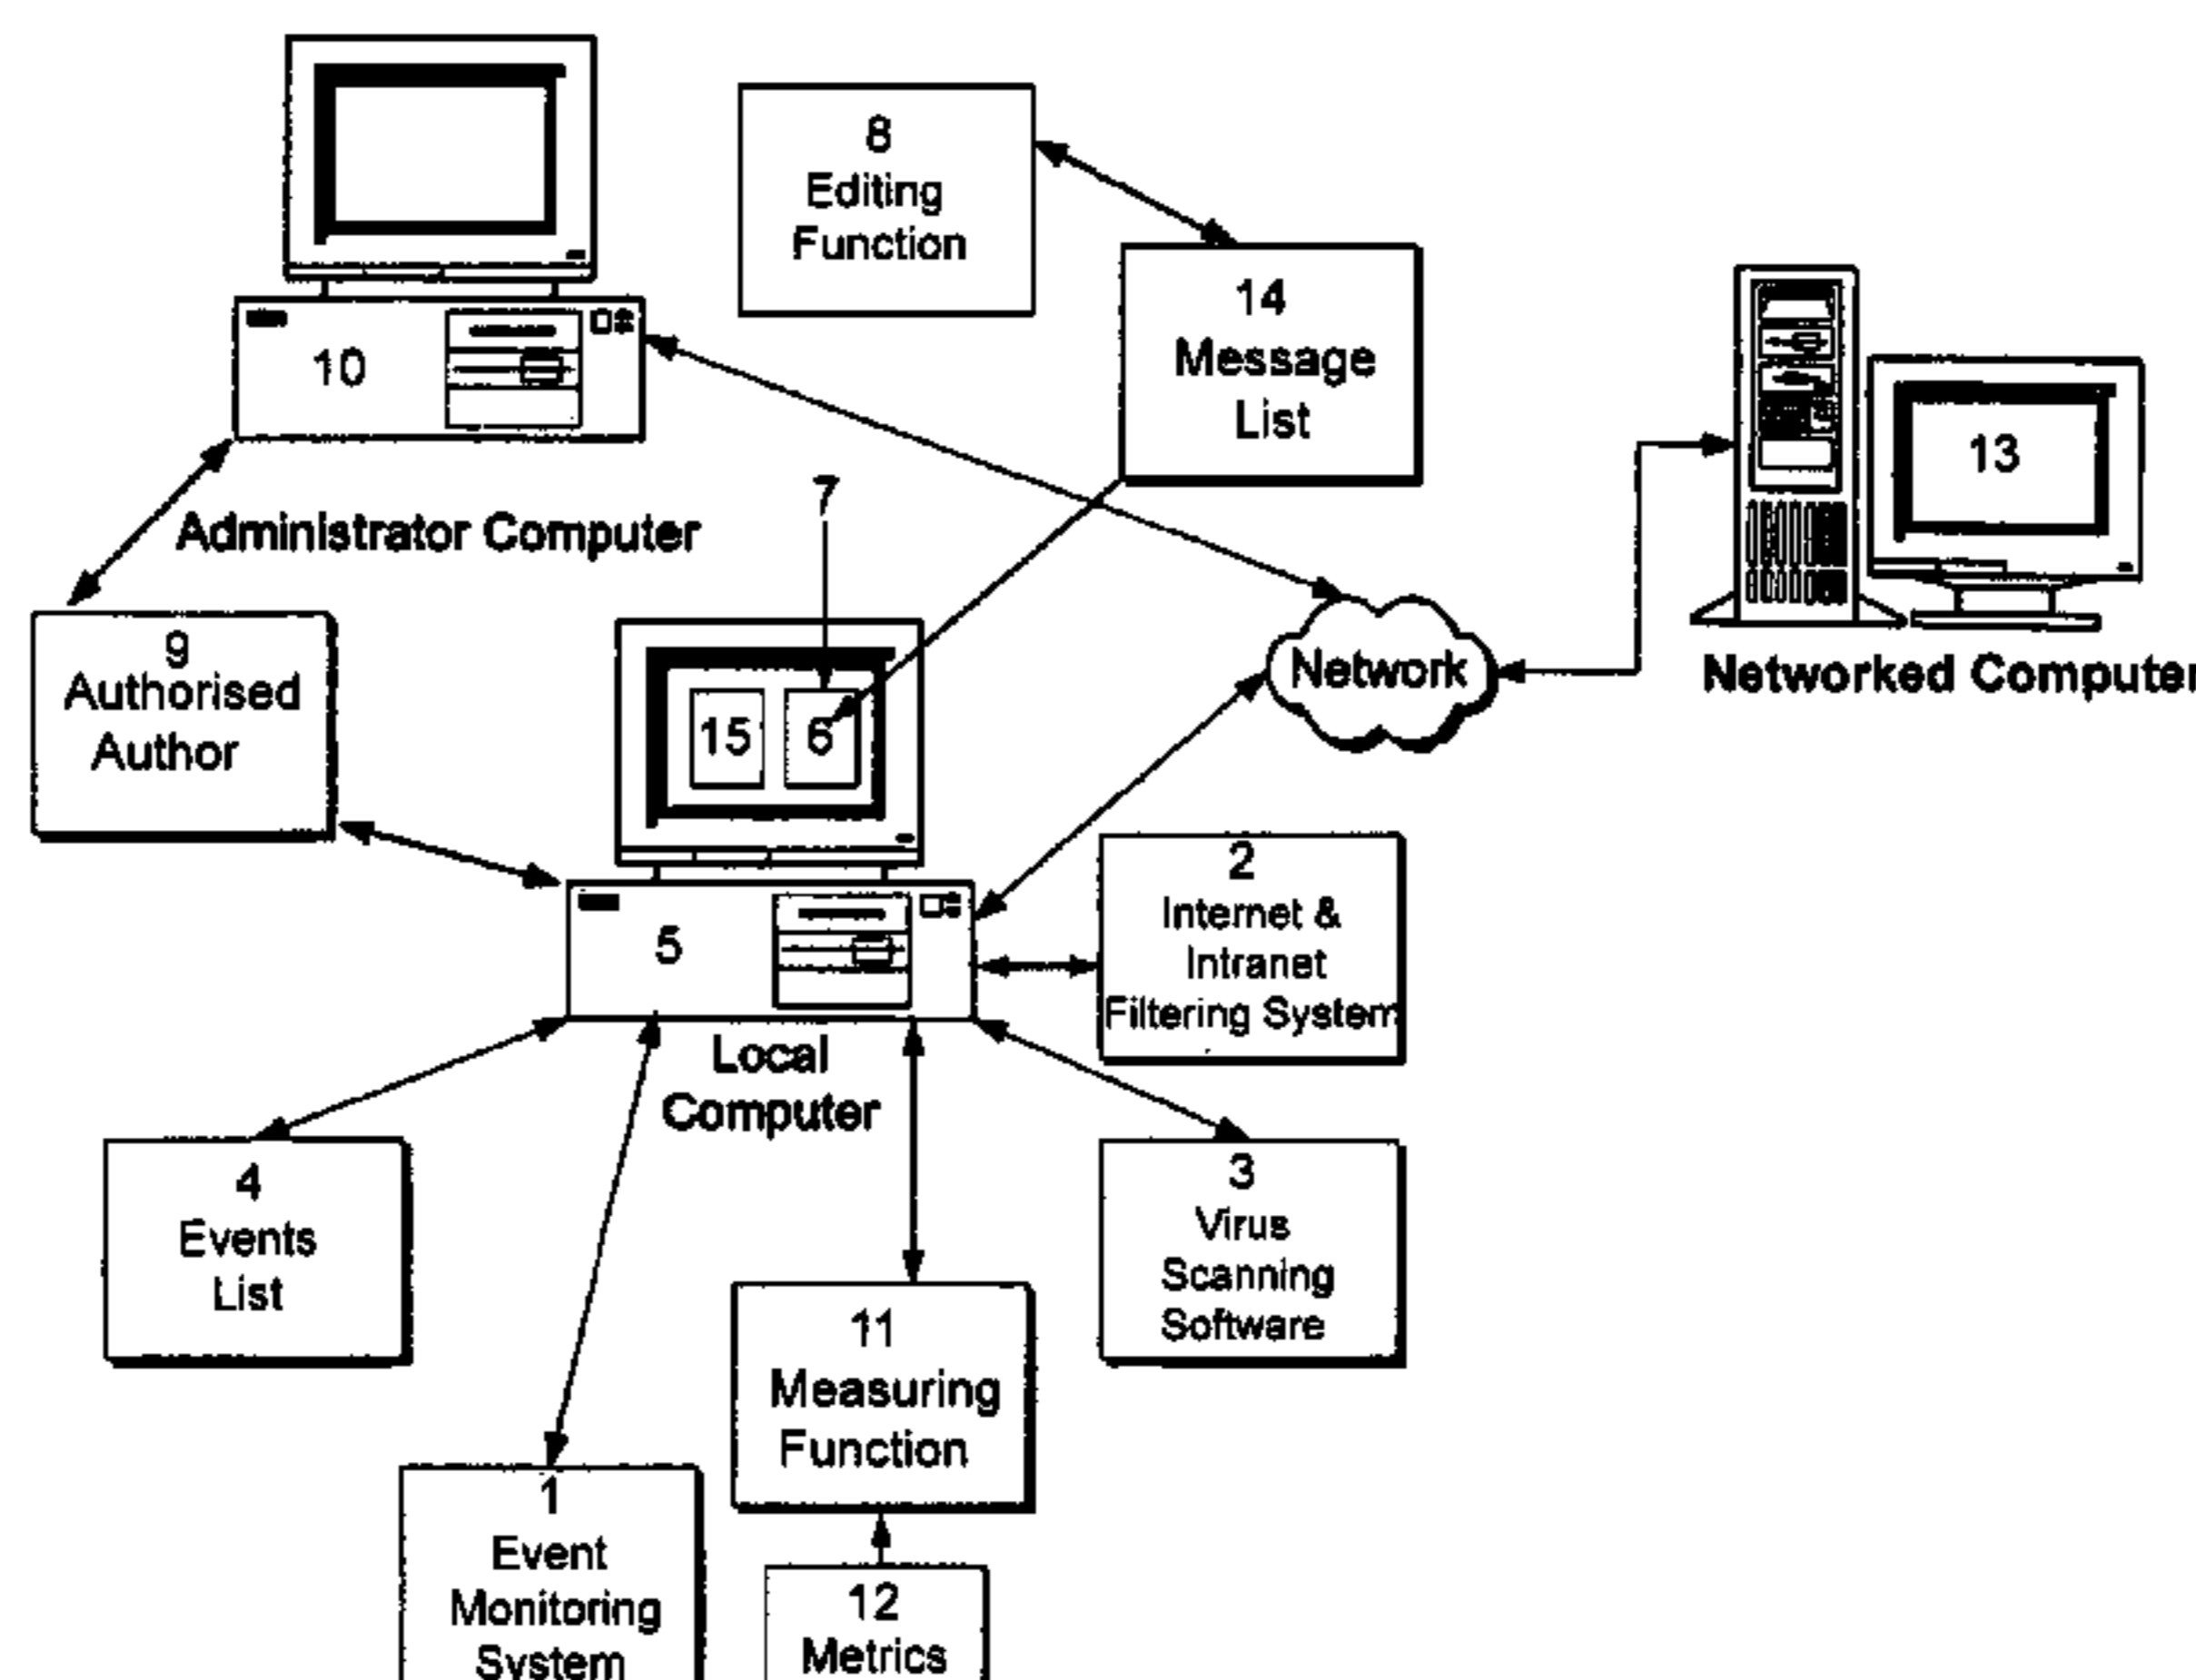 8
Editing
Function
14
Message
List
10
13
7
Administrator Computer
9
Authorised
Author
Network
Networked Computer
15
6
2
Internet &
Intranet
Filtering System
5
Local
Computer
4
Events
List
3
Virus
Scanning
Software
11
Measuring
Function
1
Event
Monitoring
System
12
Metrics